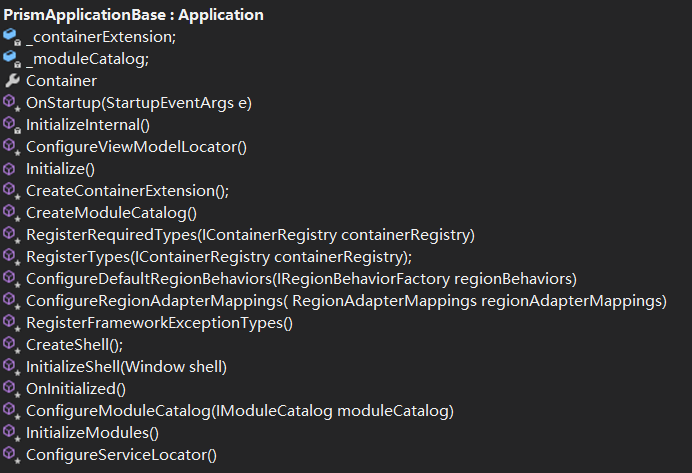 PrismApplicationBase : Application
_containerExtension;
_moduleCatalog;
Container
OnStartup(StartupEventArgs e)
InitializeInternal()
ConfigureViewModelLocator()
Initialize()
CreateContainerExtension();
CreateModuleCatalog()
RegisterRequiredTypes(IContainerRegistry containerRegistry)
RegisterTypes(IContainerRegistry containerRegistry);
ConfigureDefaultRegionBehaviors(IRegionBehaviorFactory regionBehaviors)
ConfigureRegionAdapterMappings( RegionAdapterMappings regionAdapterMappings)
RegisterFrameworkExceptionTypes()
CreateShell();
InitializeShell(Window shell)
OnInitialized()
ConfigureModuleCatalog(IModuleCatalog moduleCatalog)
InitializeModules()
ConfigureServiceLocator()